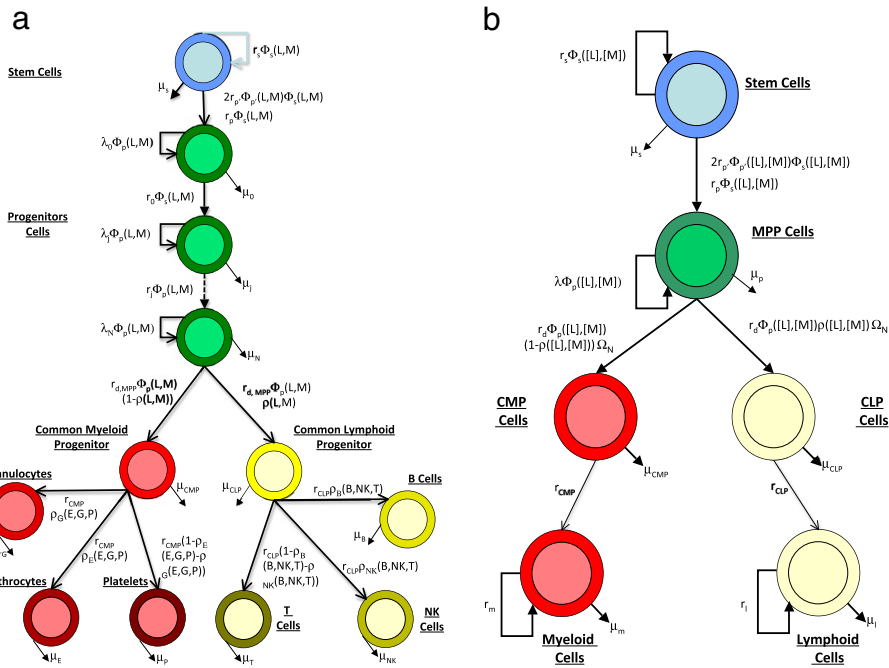 a
r_sΦ_s(L,M)
Stem Cells
μ_s
2r_p'Φ_p'(L,M)Φ_s(L,M)
r_pΦ_s(L,M)
λ_0Φ_p(L,M)
μ_0
r_0Φ_s(L,M)
Progenitors
Cells
λ_jΦ_p(L,M)
μ_j
r_jΦ_p(L,M)
λ_NΦ_p(L,M)
μ_N
r_d,MPPΦ_p(L,M)
(1-ρ(L,M))
r_d,MPPΦ_p(L,M)
ρ(L,M)
Common Myeloid
Progenitor
Common Lymphoid
Progenitor
nulocytes
μ_CMP
μ_CLP
r_CLPρ_B(B,NK,T)
B Cells
r_CMP
ρ_G(E,G,P)
μ_B
G
r_CMP
ρ_E(E,G,P)
r_CMP(1-ρ_E
(E,G,P)-ρ
_G(E,G,P))
r_CLP(1-ρ_B
(B,NK,T)-ρ
_NK(B,NK,T))
r_CLPρ_NK(B,NK,T)
throcytes
Platelets
T
Cells
NK
Cells
μ_E
μ_P
μ_T
μ_NK
b
r_sΦ_s([L],[M])
Stem Cells
μ_s
2r_p'Φ_p'([L],[M])Φ_s([L],[M])
r_pΦ_s([L],[M])
MPP Cells
λΦ_p([L],[M])
μ_p
r_dΦ_p([L],[M])
(1-ρ([L],[M]))Ω_N
r_dΦ_p([L],[M])ρ([L],[M])Ω_N
CMP
Cells
CLP
Cells
μ_CMP
μ_CLP
r_CMP
r_CLP
r_m
μ_m
r_l
μ_l
Myeloid
Cells
Lymphoid
Cells